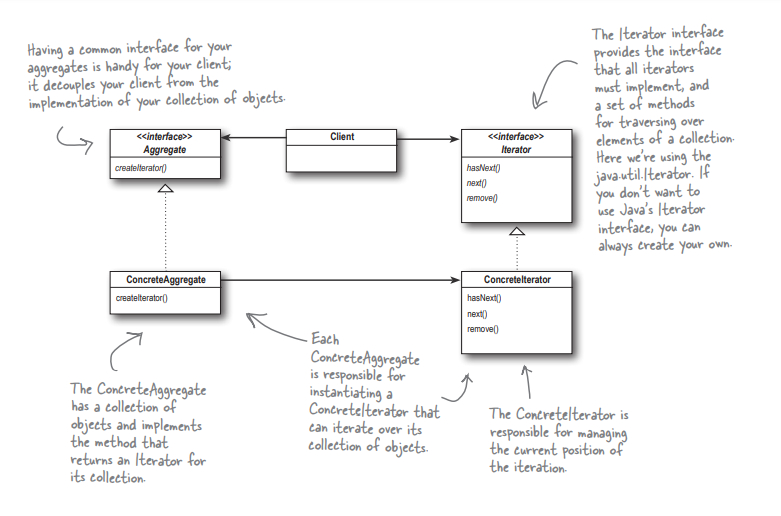 Having a common interface for your
aggregates is handy for your client;
it decouples your client from the
implementation of your collection of objects.
The Iterator interface
provides the interface
that all iterators
must implement, and
a set of methods
for traversing over
elements of a collection.
Here we're using the
java.util.Iterator. If
you don't want to
use Java's Iterator
interface, you can
always create your own.
<<interface>>
Aggregate
createIterator()
Client
<<interface>>
Iterator
hasNext()
next()
remove()
ConcreteAggregate
createIterator()
ConcreteIterator
hasNext()
next()
remove()
The ConcreteAggregate
has a collection of
objects and implements
the method that
returns an Iterator for
its collection.
Each
ConcreteAggregate
is responsible for
instantiating a
ConcreteIterator that
can iterate over its
collection of objects.
The ConcreteIterator is
responsible for managing
the current position of
the iteration.